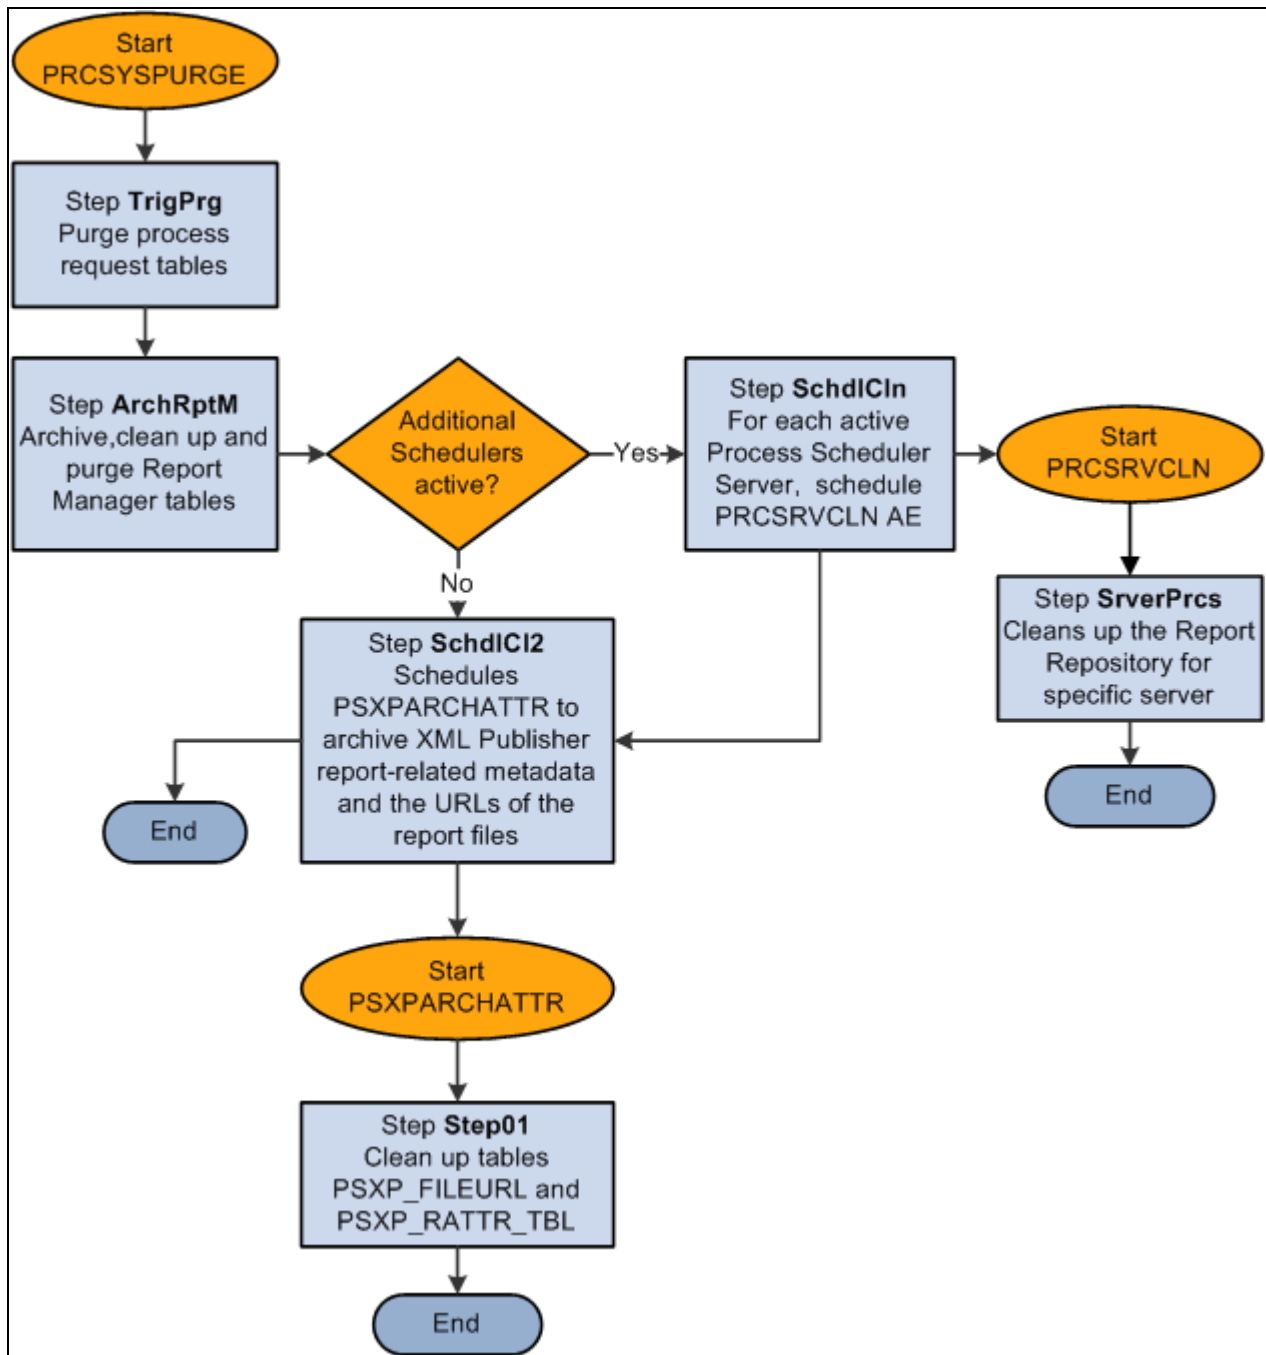 Start
PRCSYSPURGE
Step TrigPrg
Purge process
request tables
Step ArchRptM
Archive,clean up and
purge Report
Manager tables
Additional
Schedulers
active?
Yes
Step SchdlCln
For each active
Process Scheduler
Server, schedule
PRCSRVCLN AE
Start
PRCSRVCLN
Step SrverPrcs
Cleans up the Report
Repository for
specific server
End
No
Step SchdlCl2
Schedules
PSXPARCHATTR to
archive XML Publisher
report-related metadata
and the URLs of the
report files
End
Start
PSXPARCHATTR
Step Step01
Clean up tables
PSXP_FILEURL and
PSXP_RATTR_TBL
End